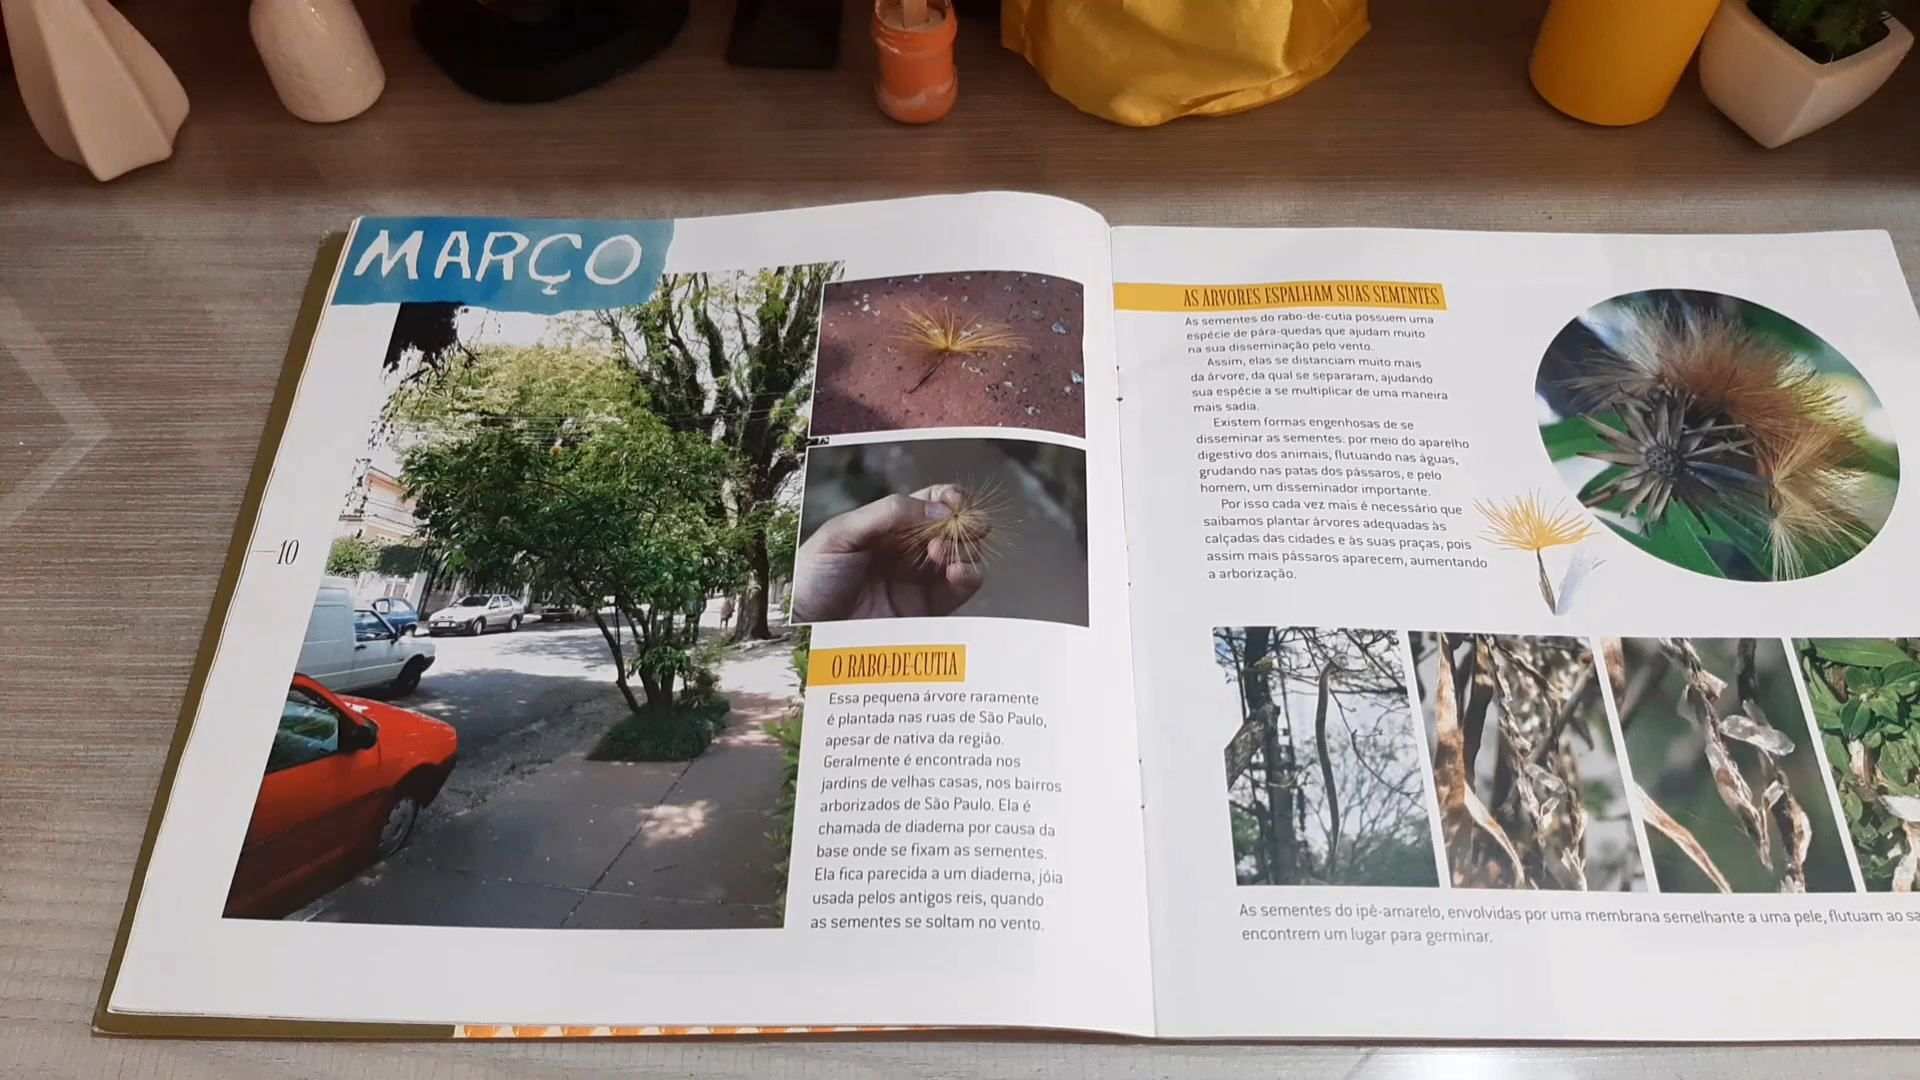 MARÇO
10
O RABO-DE-CUTIA
Essa pequena árvore raramente
é plantada nas ruas de São Paulo,
apesar de nativa da região.
Geralmente é encontrada nos
jardins de velhas casas, nos bairros
arborizados de São Paulo. Ela é
chamada de diadema por causa da
base onde se fixam as sementes.
Ela fica parecida a um diadema, jóia
usada pelos antigos reis, quando
as sementes se soltam no vento.
AS ÁRVORES ESPALHAM SUAS SEMENTES
As sementes do rabo-de-cutia possuem uma
espécie de pára-quedas que ajudam muito
na sua disseminação pelo vento.
Assim, elas se distanciam muito mais
da árvore, da qual se separaram, ajudando
sua espécie a se multiplicar de uma maneira
mais sadia.
Existem formas engenhosas de se
disseminar as sementes: por meio do aparelho
digestivo dos animais, flutuando nas águas,
grudando nas patas dos pássaros, e pelo
homem, um disseminador importante.
Por isso cada vez mais é necessário que
saibamos plantar árvores adequadas às
calçadas das cidades e às suas praças, pois
assim mais pássaros aparecem, aumentando
a arborização.
As sementes do ipê-amarelo, envolvidas por uma membrana semelhante a uma pele, flutuam ao
encontrem um lugar para germinar.